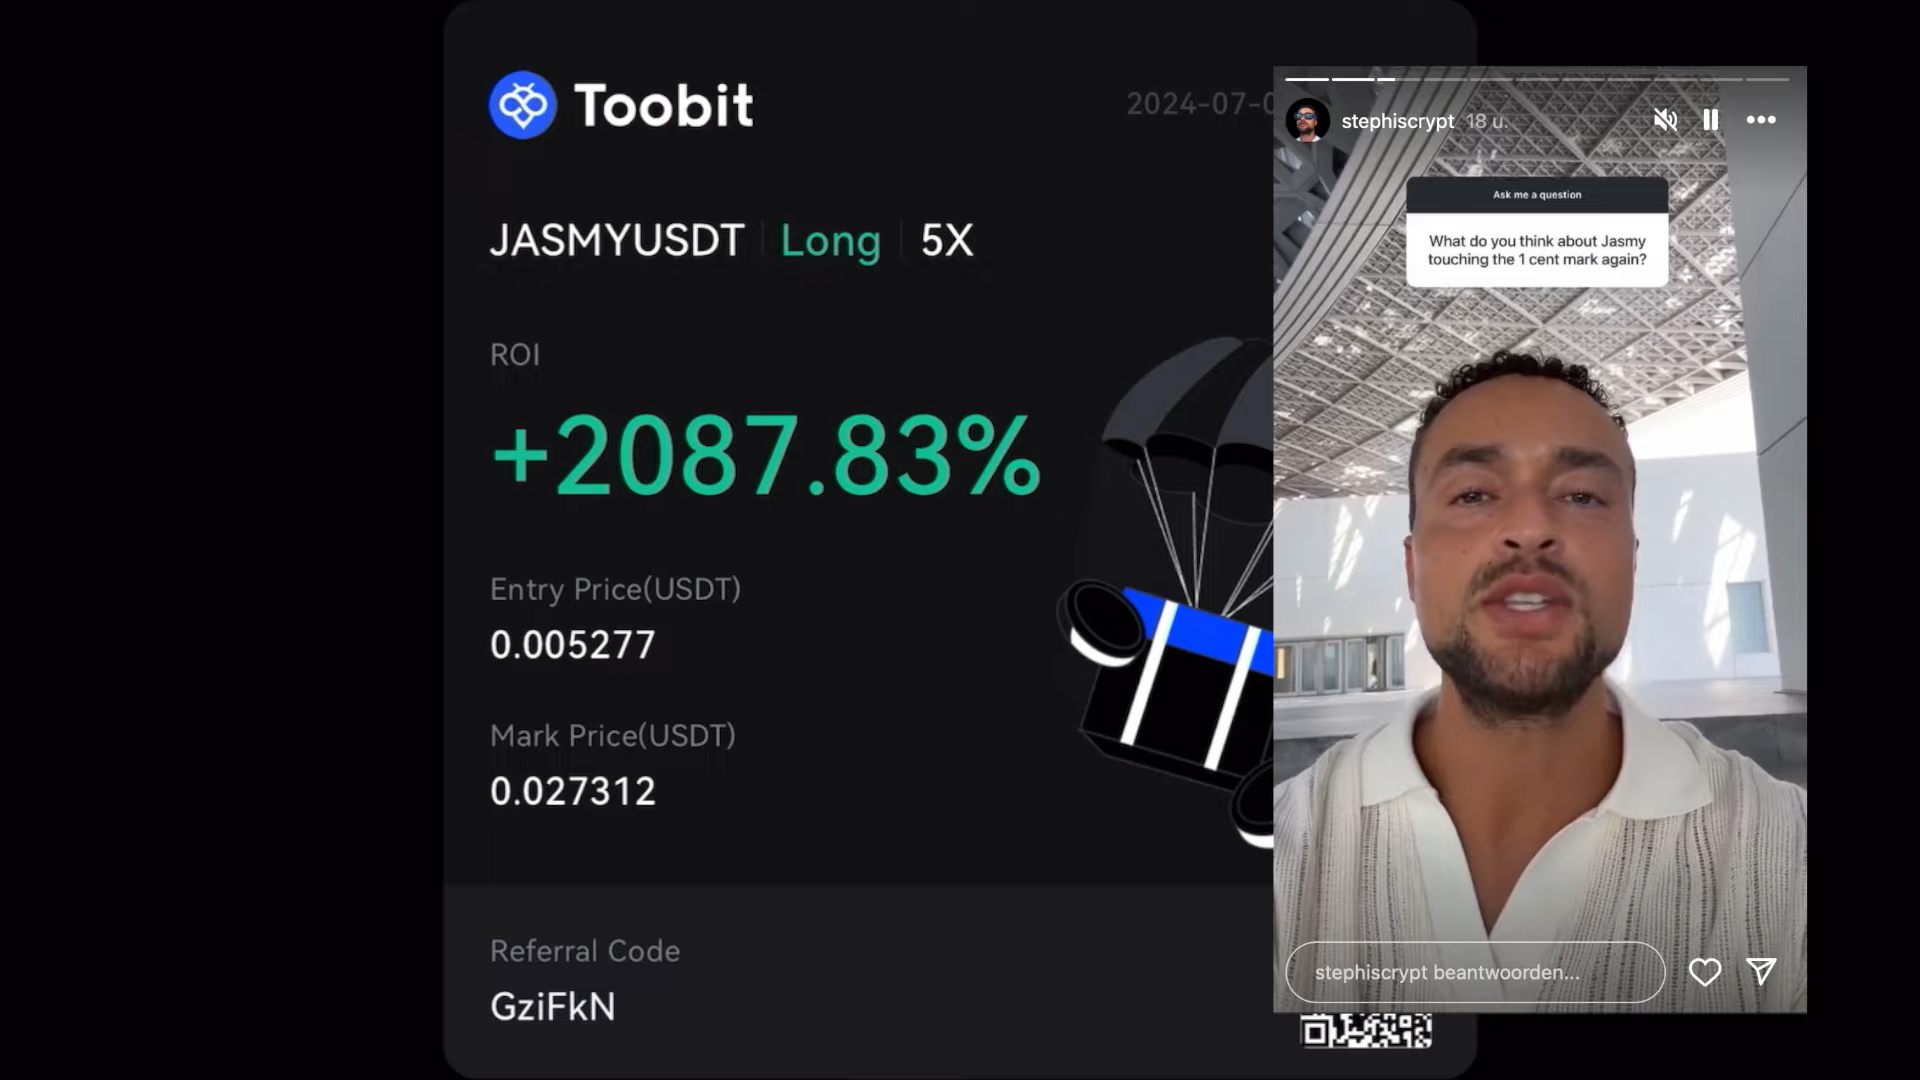 Toobit
2024-07-0
JASMYUSDT | Long | 5X
ROI
+2087.83%
Entry Price(USDT)
0.005277
Mark Price(USDT)
0.027312
Referral Code
GziFkN
stephiscrypt 18 u.
Ask me a question
What do you think about Jasmy
touching the 1 cent mark again?
stephiscrypt beantwoorden...